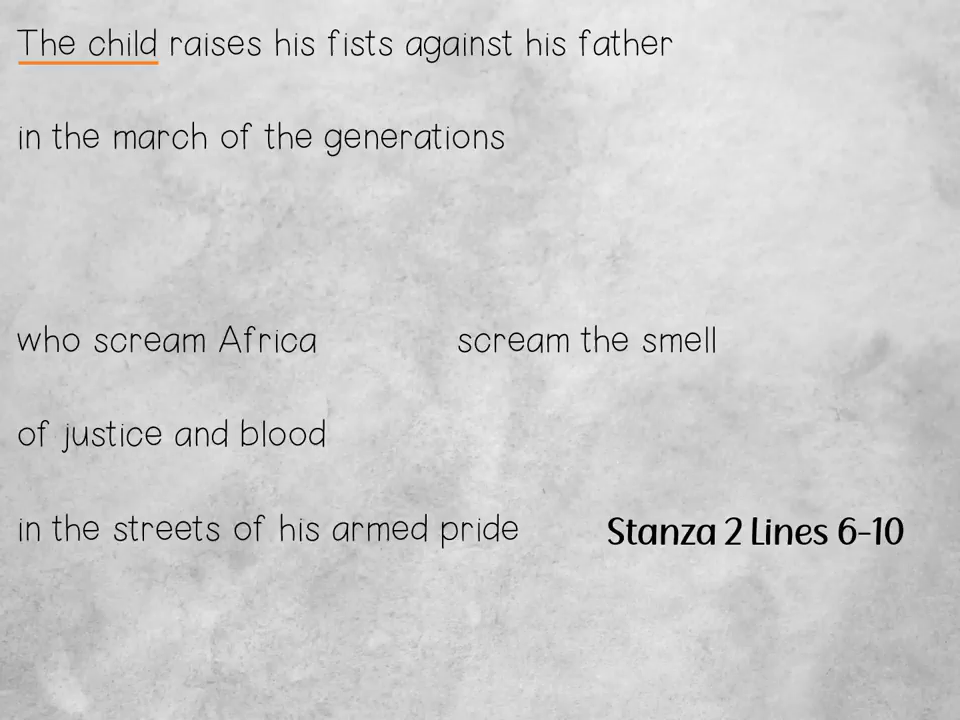 The child raises his fists against his father
in the march of the generations
who scream Africa scream the smell
of justice and blood
in the streets of his armed pride
Stanza 2 Lines 6-10